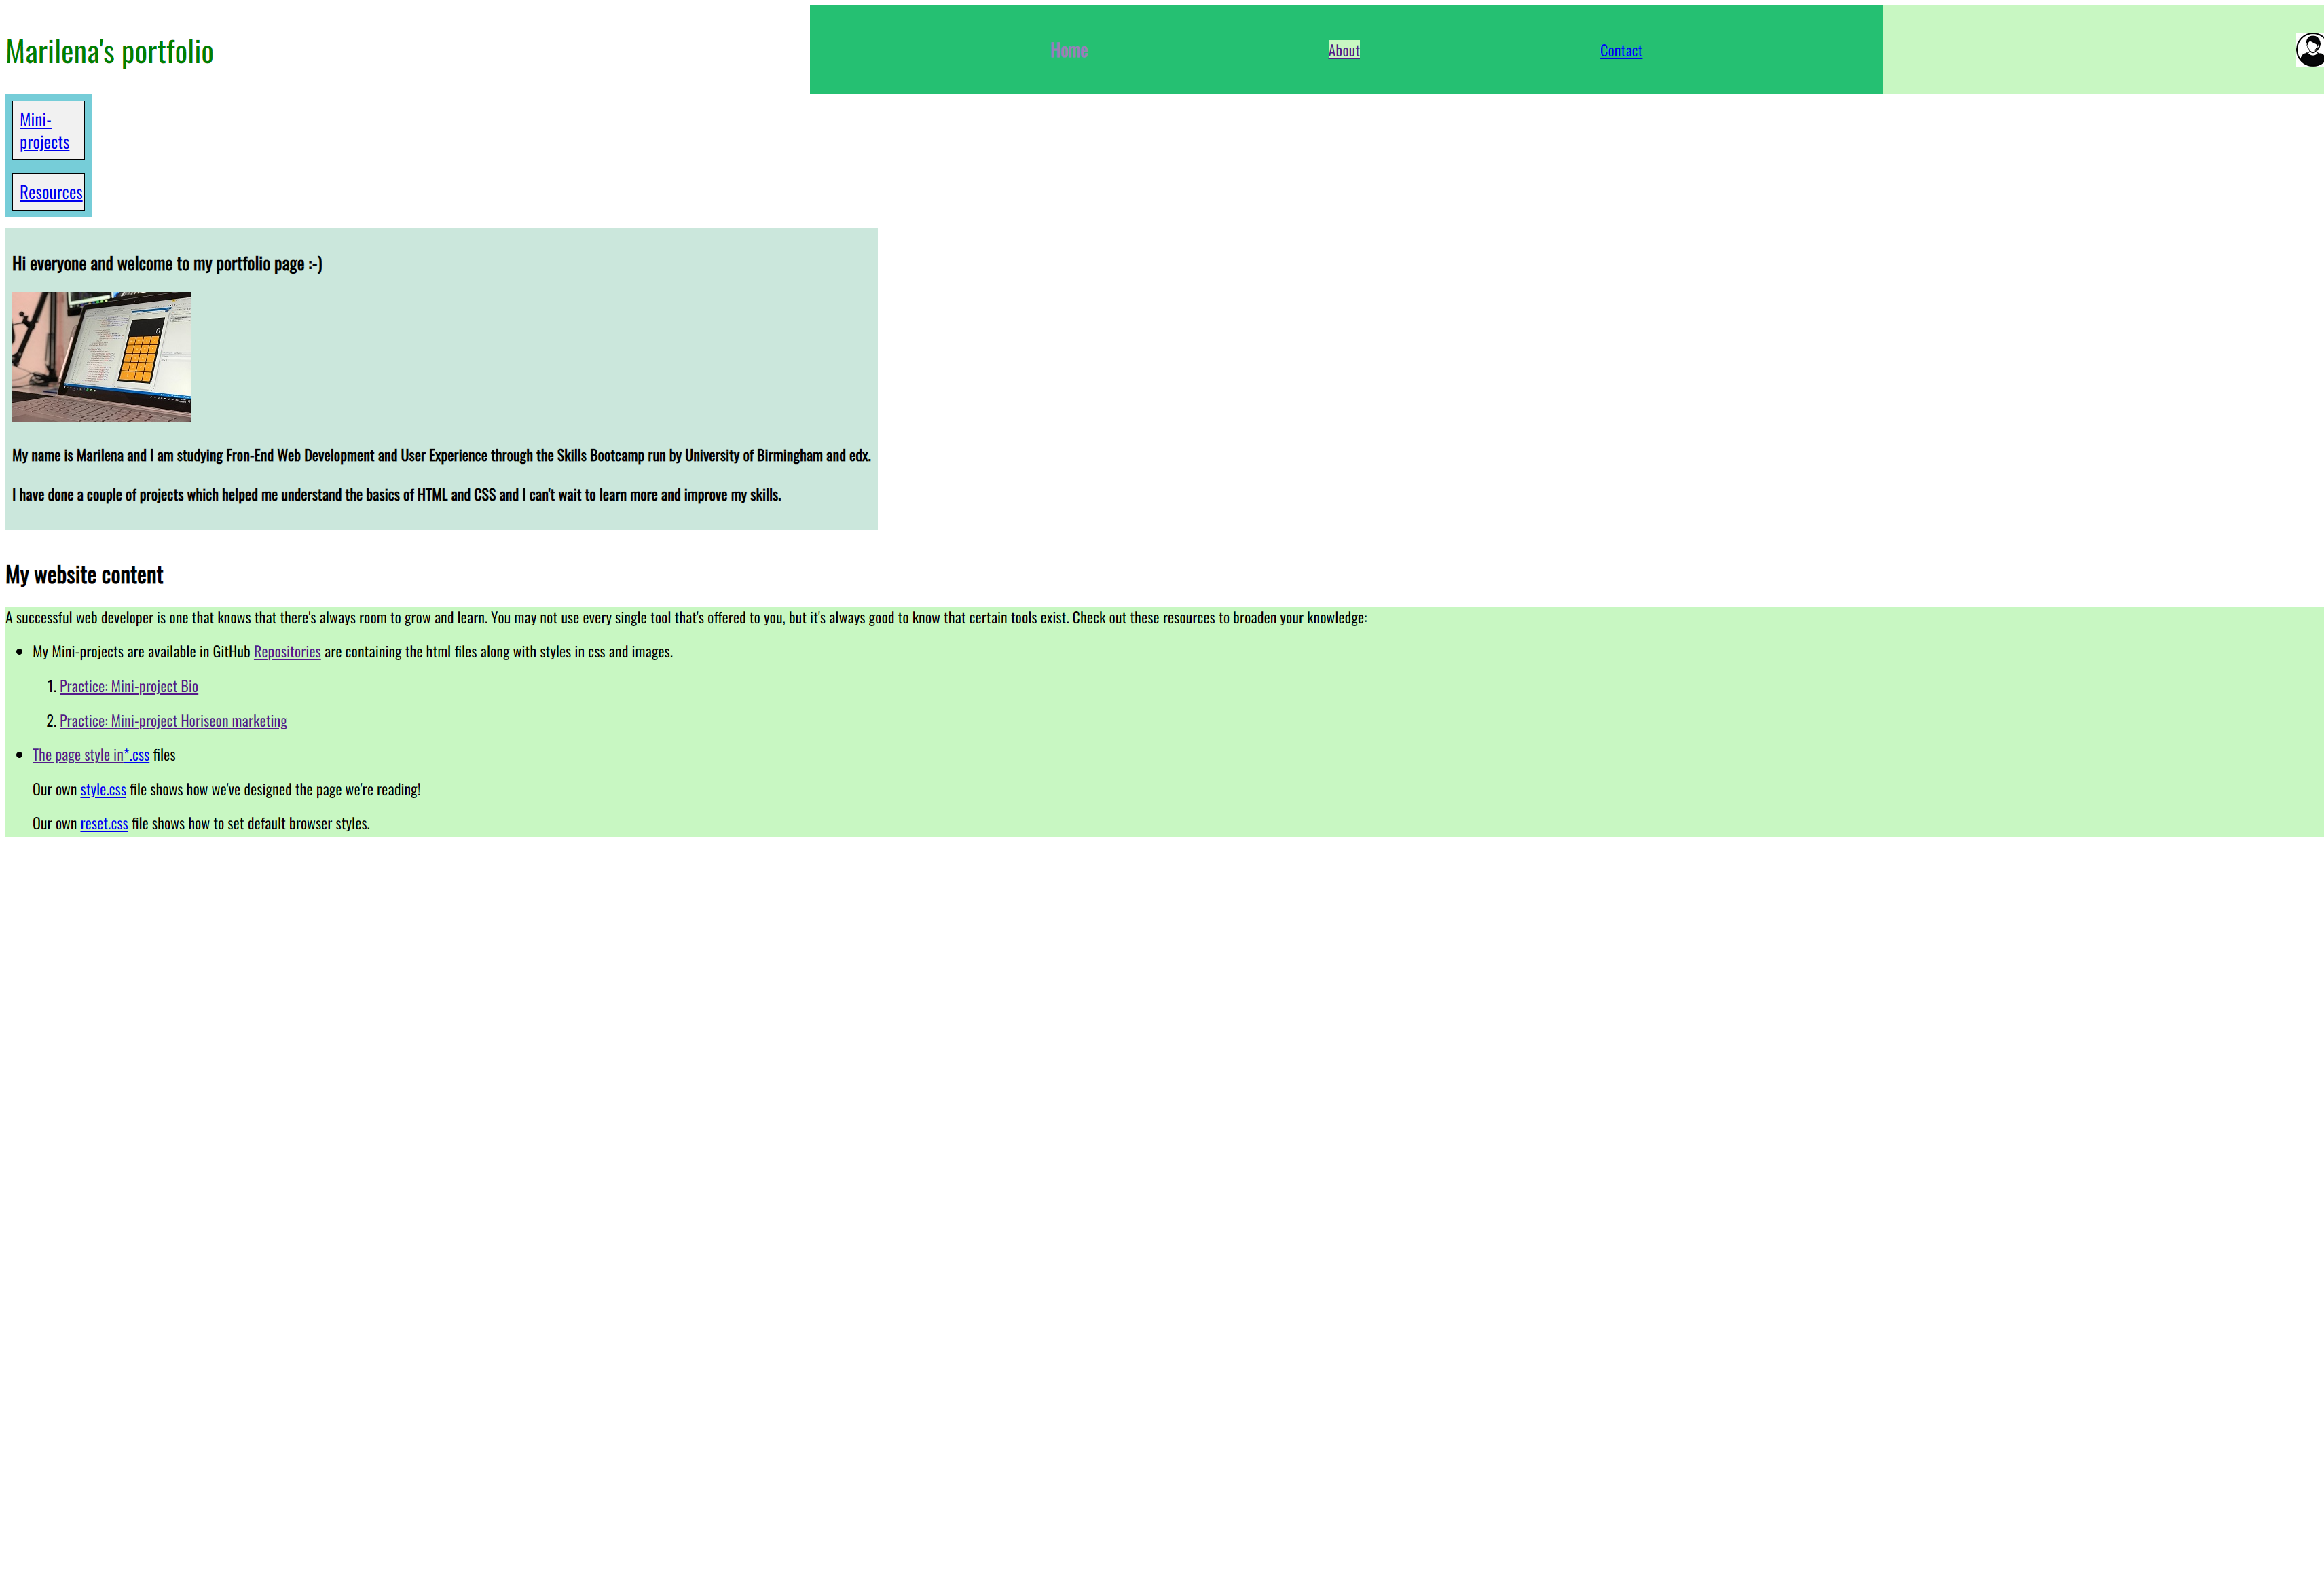 Marilena's portfolio
Home
About
Contact
Mini-
projects
Resources
Hi everyone and welcome to my portfolio page :-)
0
My name is Marilena and I am studying Fron-End Web Development and User Experience through the Skills Bootcamp run by University of Birmingham and edx.
I have done a couple of projects which helped me understand the basics of HTML and CSS and I can't wait to learn more and improve my skills.
My website content
A successful web developer is one that knows that there's always room to grow and learn. You may not use every single tool that's offered to you, but it's always good to know that certain tools exist. Check out these resources to broaden your knowledge:
• My Mini-projects are available in GitHub Repositories are containing the html files along with styles in css and images.
1. Practice: Mini-project Bio
2. Practice: Mini-project Horiseon marketing
• The page style in*.css files
Our own style.css file shows how we've designed the page we're reading!
Our own reset.css file shows how to set default browser styles.